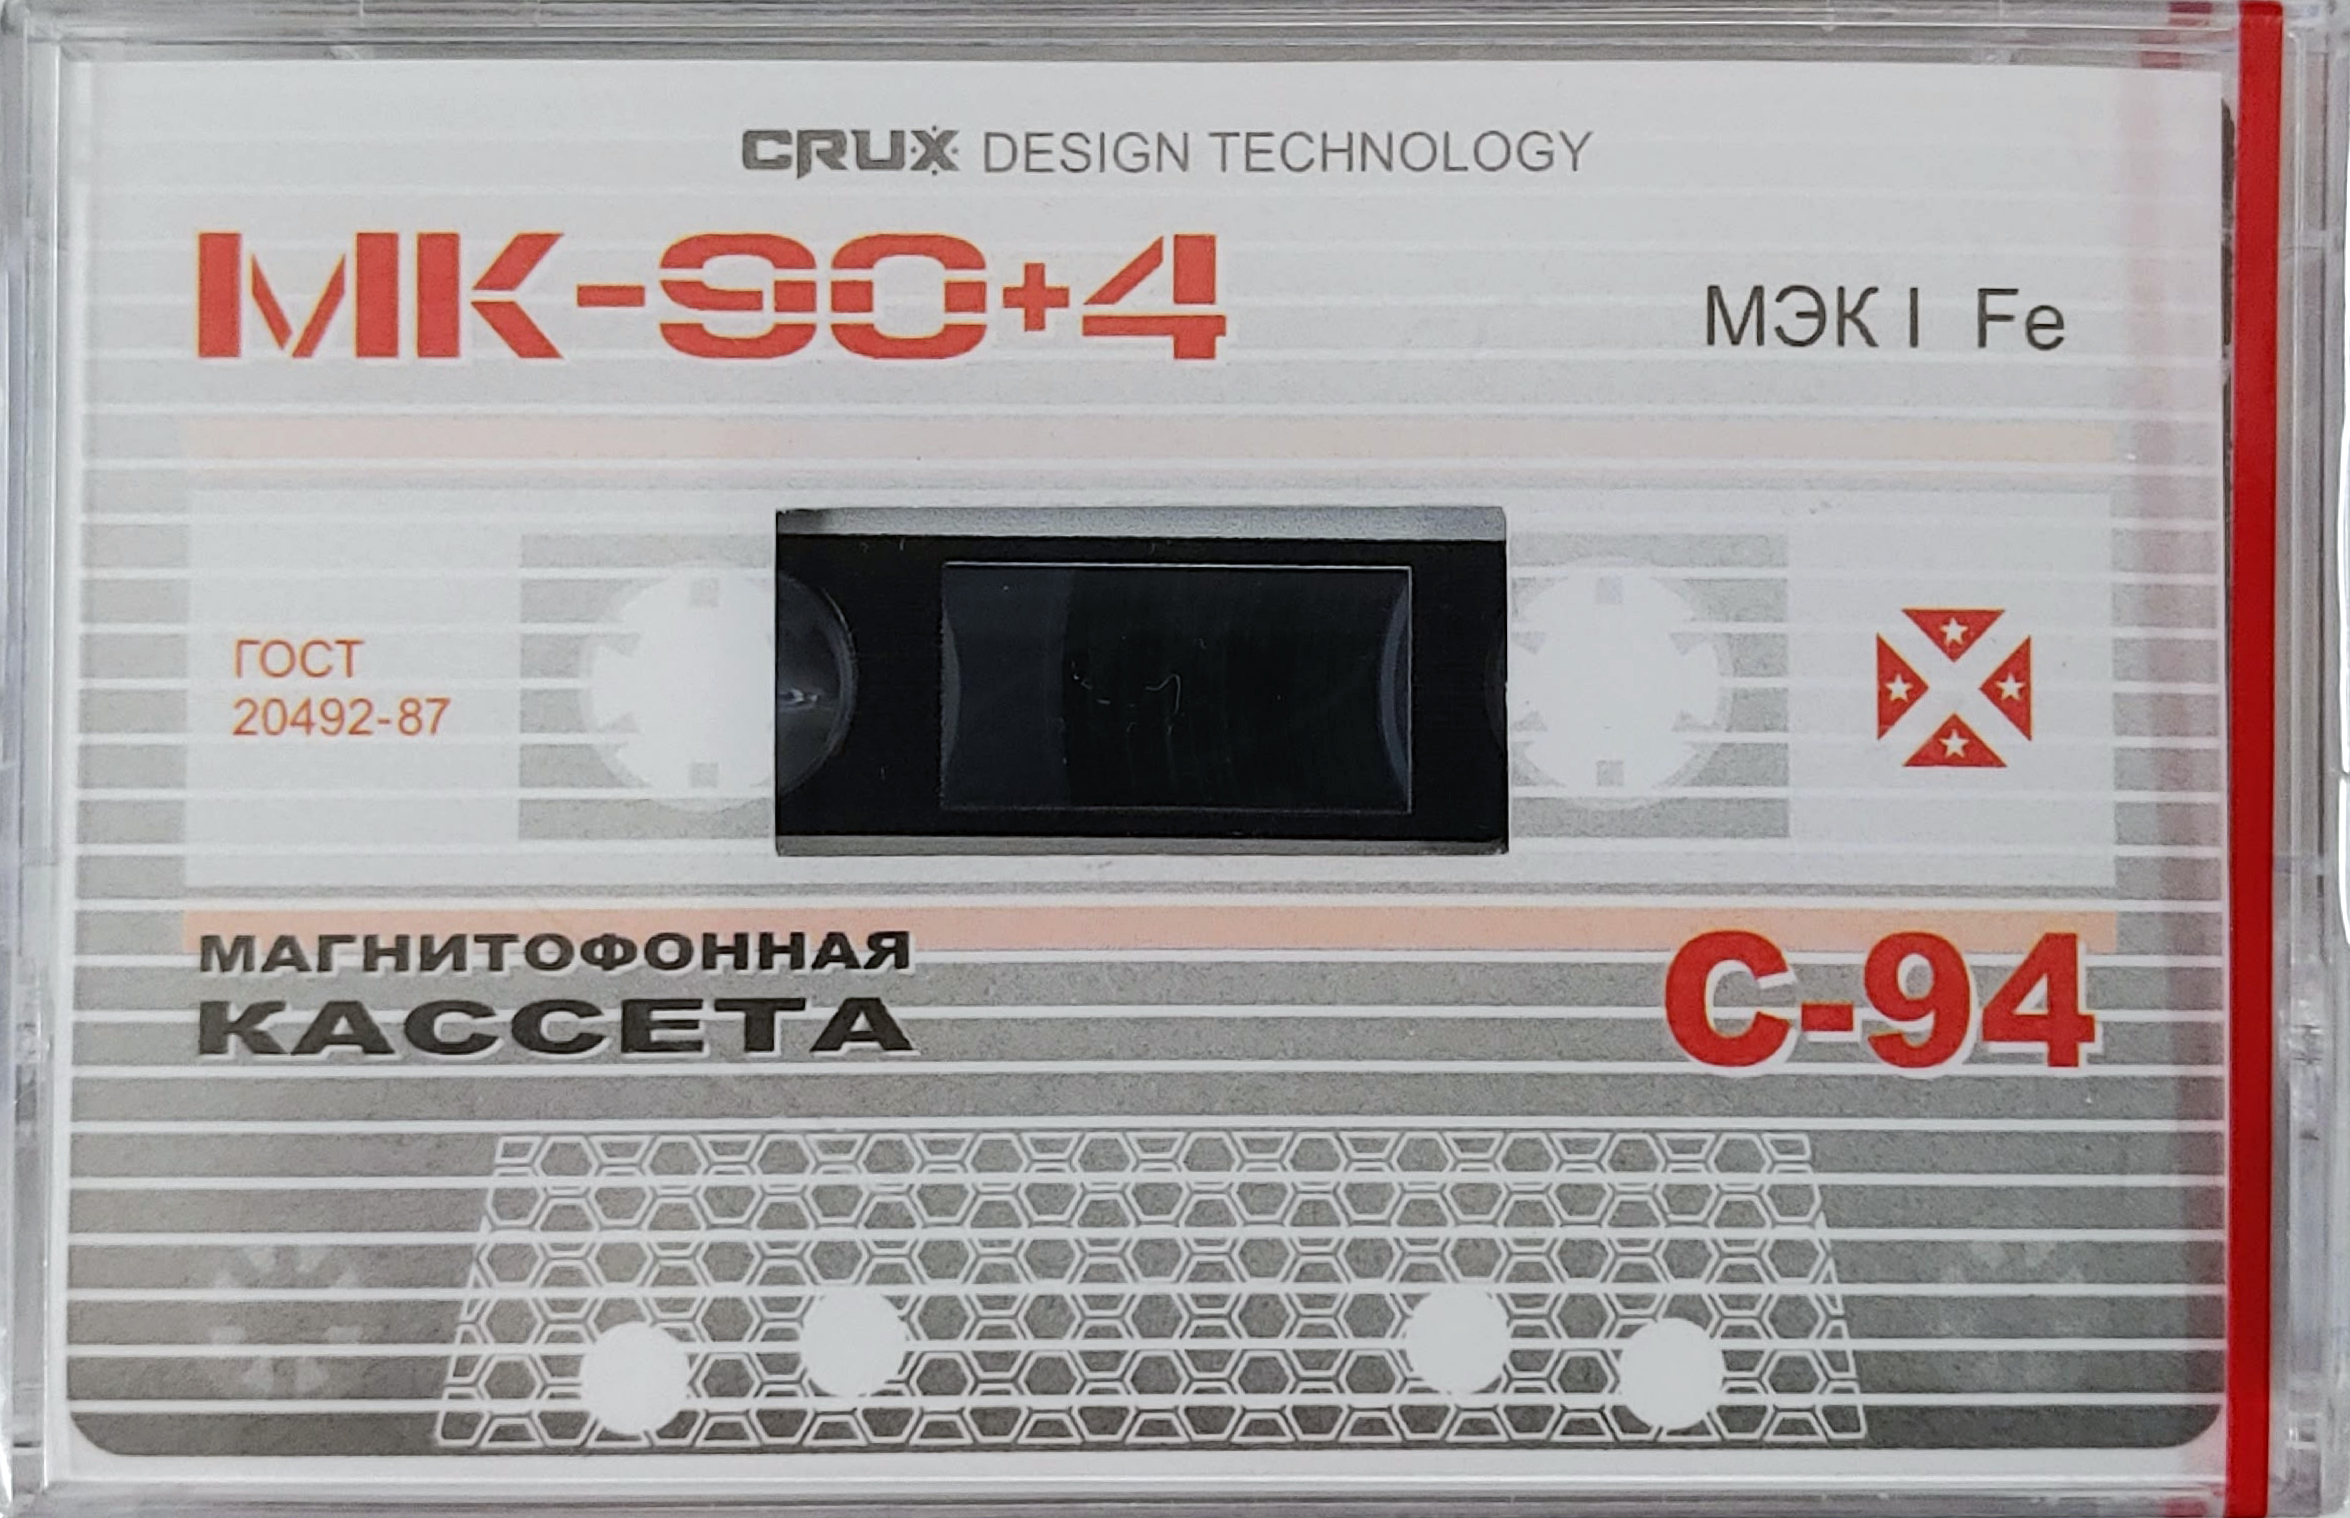 CRUX DESIGN TECHNOLOGY
МК-90+4
МЭК I Fe
ГОСТ
20492-87
МАГНИТОФОННАЯ
КАССЕТА
С-94